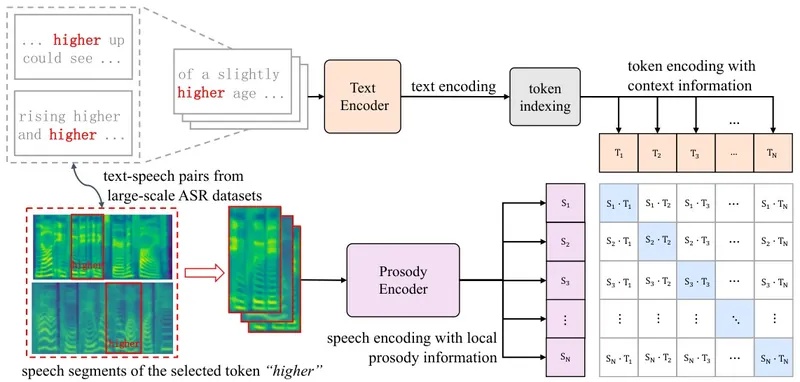 ... higher up
could see ...
rising higher
and higher ...
of a slightly
higher age ...
Text
Encoder
text encoding
token
indexing
token encoding with
context information
...
T1 T2 T3 ... TN
text-speech pairs from
large-scale ASR datasets
higher
higher
speech segments of the selected token "higher"
Prosody
Encoder
speech encoding with local
prosody information
S1
S2
S3
⋮
SN
S1 · T1 S1 · T2 S1 · T3 ... S1 · TN
S2 · T1 S2 · T2 S2 · T3 ... S2 · TN
S3 · T1 S3 · T2 S3 · T3 ... S3 · TN
⋮ ⋮ ⋮ ⋱ ⋮
SN · T1 SN · T2 SN · T3 ... SN · TN